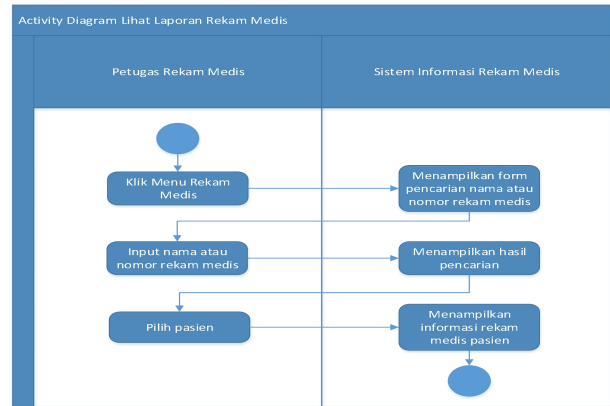 Activity Diagram Lihat Laporan Rekam Medis
Petugas Rekam Medis
Sistem Informasi Rekam Medis
Klik Menu Rekam
Medis
Menampilkan form
pencarian nama atau
nomor rekam medis
Input nama atau
nomor rekam medis
Menampilkan hasil
pencarian
Pilih pasien
Menampilkan
informasi rekam
medis pasien